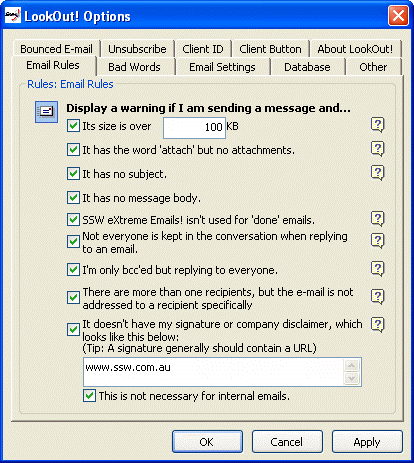 LookOut! Options
Bounced E-mail Unsubscribe Client ID Client Button About LookOut!
Email Rules Bad Words Email Settings Database Other
Rules: Email Rules
Display a warning if I am sending a message and...
Its size is over 100 KB ?
It has the word 'attach' but no attachments. ?
It has no subject. ?
It has no message body.
SSW eXtreme Emails! isn't used for 'done' emails. ?
Not everyone is kept in the conversation when replying ?
to an email.
I'm only bcc'ed but replying to everyone. ?
There are more than one recipients, but the e-mail is not ?
addressed to a recipient specifically
It doesn't have my signature or company disclaimer, which ?
looks like this below:
(Tip: A signature generally should contain a URL)
www.ssw.com.au
This is not necessary for internal emails.
OK Cancel Apply